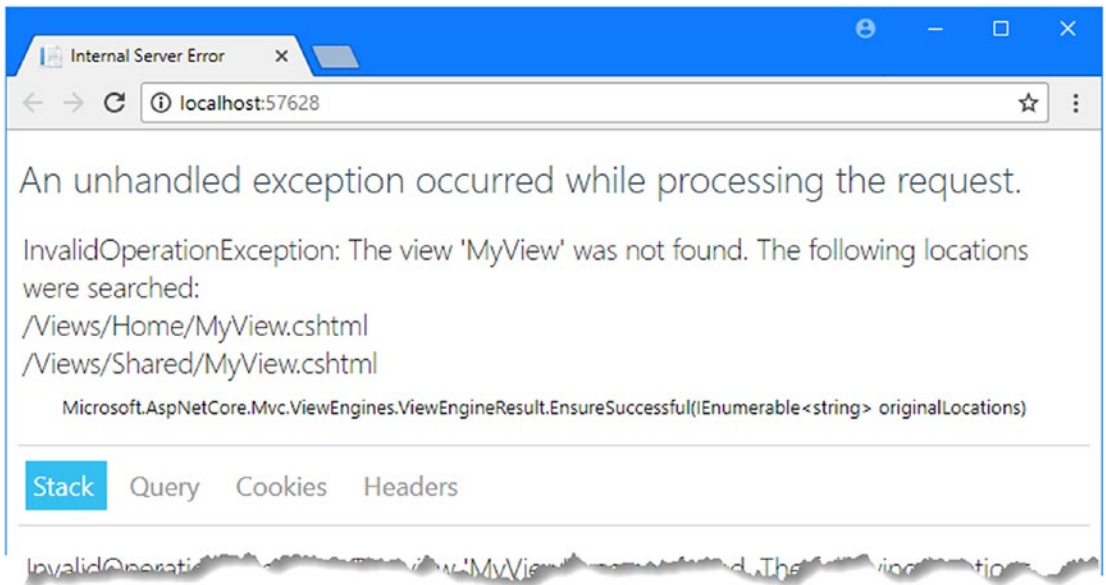 Internal Server Error
localhost:57628
An unhandled exception occurred while processing the request.
InvalidOperationException: The view 'MyView' was not found. The following locations
were searched:
/Views/Home/MyView.cshtml
/Views/Shared/MyView.cshtml
Microsoft.AspNetCore.Mvc.ViewEngines.ViewEngineResult.EnsureSuccessful(IEnumerable<string> originalLocations)
Stack Query Cookies Headers